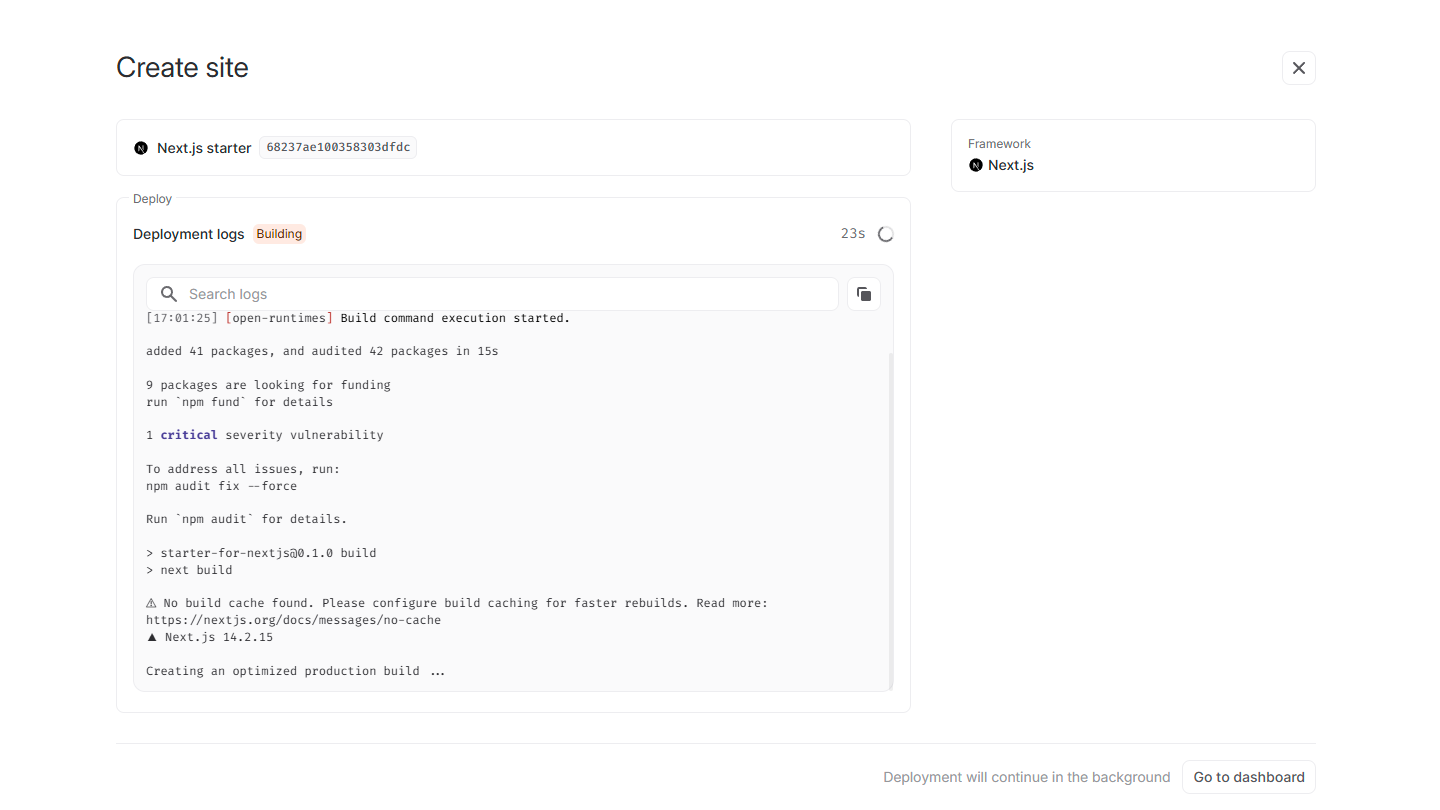 Create site
Next.js starter 68237ae100358303dfdc
Framework
Next.js
Deploy
Deployment logs Building 23s
Search logs
[17:01:25] [open-runtimes] Build command execution started.
added 41 packages, and audited 42 packages in 15s
9 packages are looking for funding
run `npm fund` for details
1 critical severity vulnerability
To address all issues, run:
npm audit fix --force
Run `npm audit` for details.
> starter-for-nextjs@0.1.0 build
> next build
⚠ No build cache found. Please configure build caching for faster rebuilds. Read more:
https://nextjs.org/docs/messages/no-cache
▲ Next.js 14.2.15
Creating an optimized production build ...
Deployment will continue in the background Go to dashboard